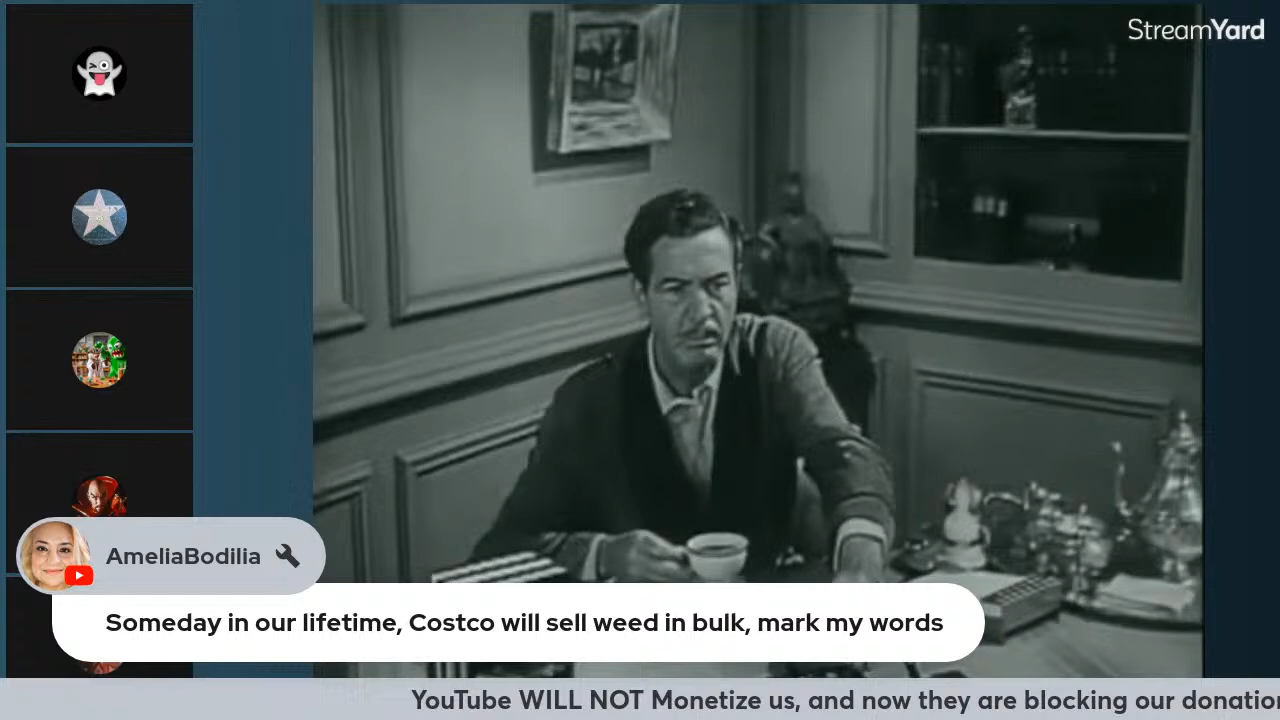 StreamYard
AmeliaBodilia
Someday in our lifetime, Costco will sell weed in bulk, mark my words
YouTube WILL NOT Monetize us, and now they are blocking our donatio